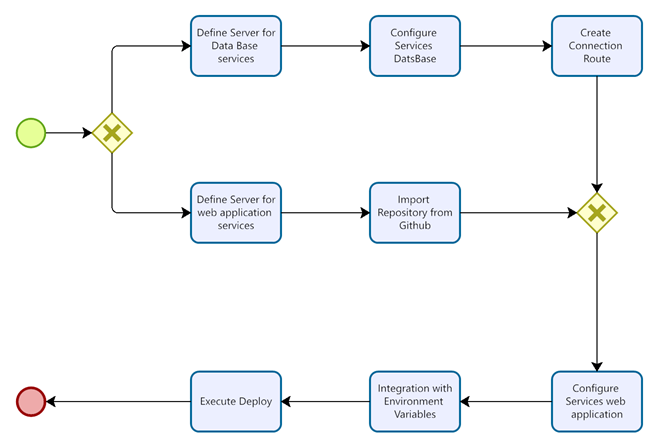 Define Server for
Data Base
services
Configure
Services
DatsBase
Create
Connection
Route
Define Server for
web application
services
Import
Repository from
Github
Execute Deploy
Integration with
Environment
Variables
Configure
Services web
application